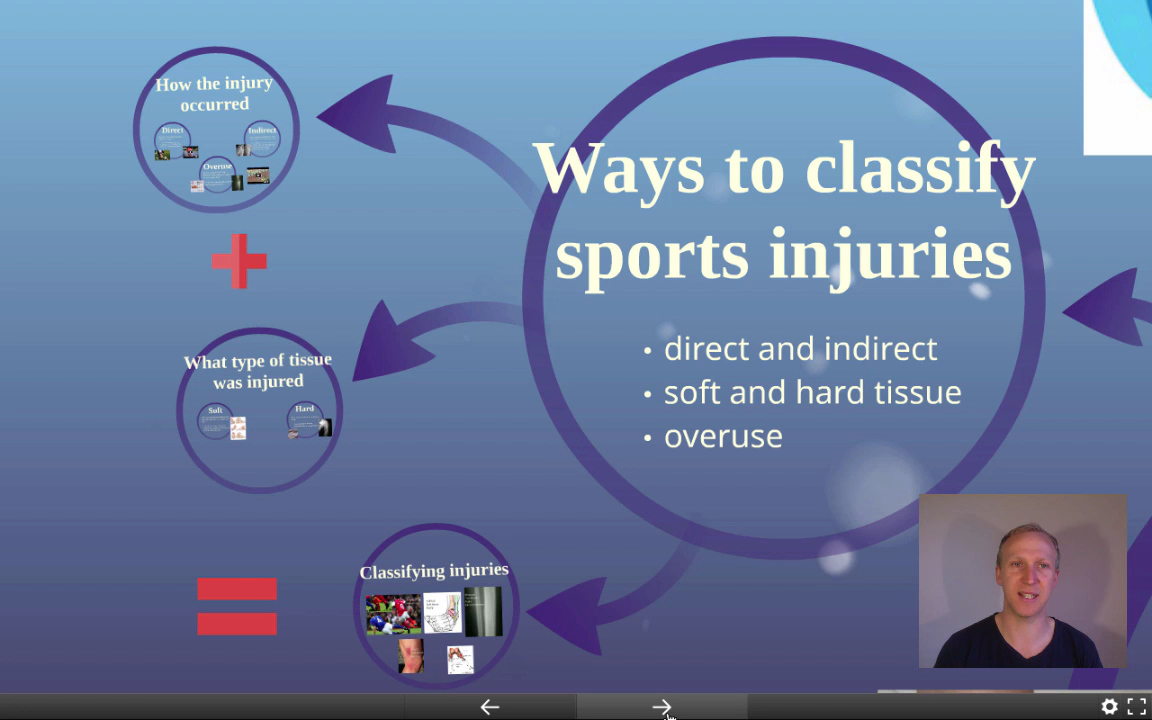 How the injury
occurred
Direct
Indirect
Overuse
Ways to classify
sports injuries
• direct and indirect
• soft and hard tissue
• overuse
What type of tissue
was injured
Soft
Hard
Classifying injuries